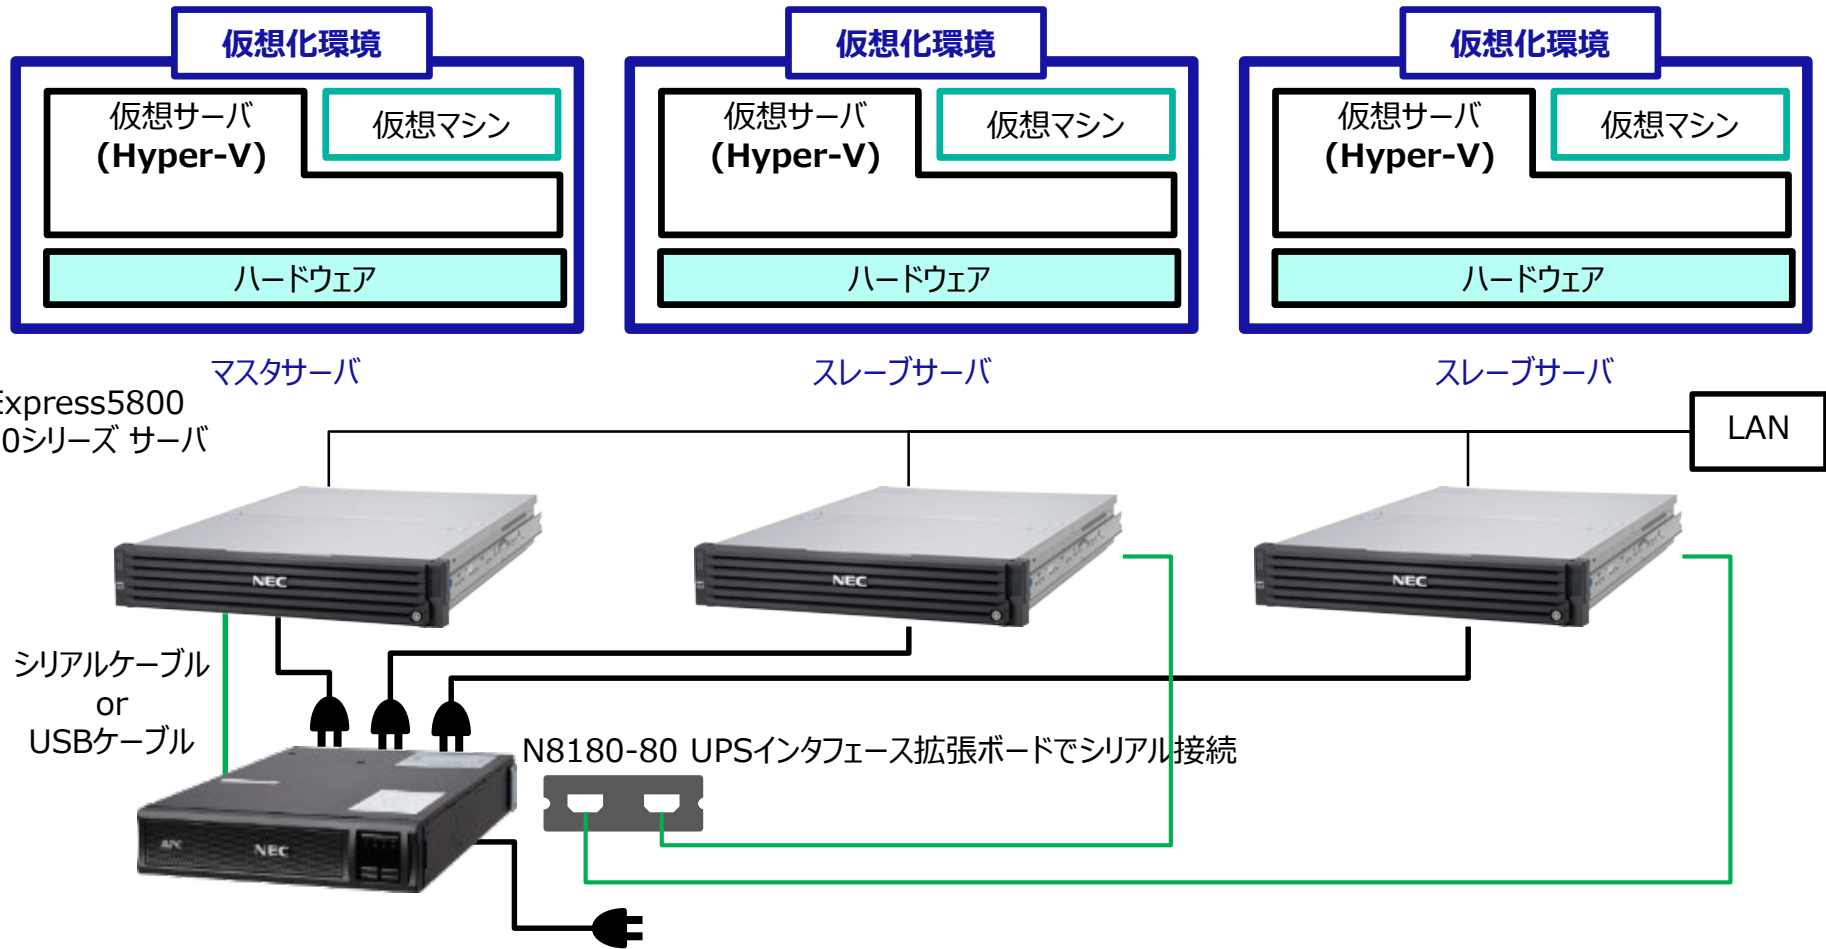 仮想化環境
仮想サーバ
(Hyper-V)
仮想マシン
ハードウェア
マスタサーバ
仮想化環境
仮想サーバ
(Hyper-V)
仮想マシン
ハードウェア
スレーブサーバ
仮想化環境
仮想サーバ
(Hyper-V)
仮想マシン
ハードウェア
スレーブサーバ
Express5800
0シリーズ サーバ
LAN
NEC
NEC
NEC
シリアルケーブル
or
USBケーブル
N8180-80 UPSインタフェース拡張ボードでシリアル接続
APC
NEC